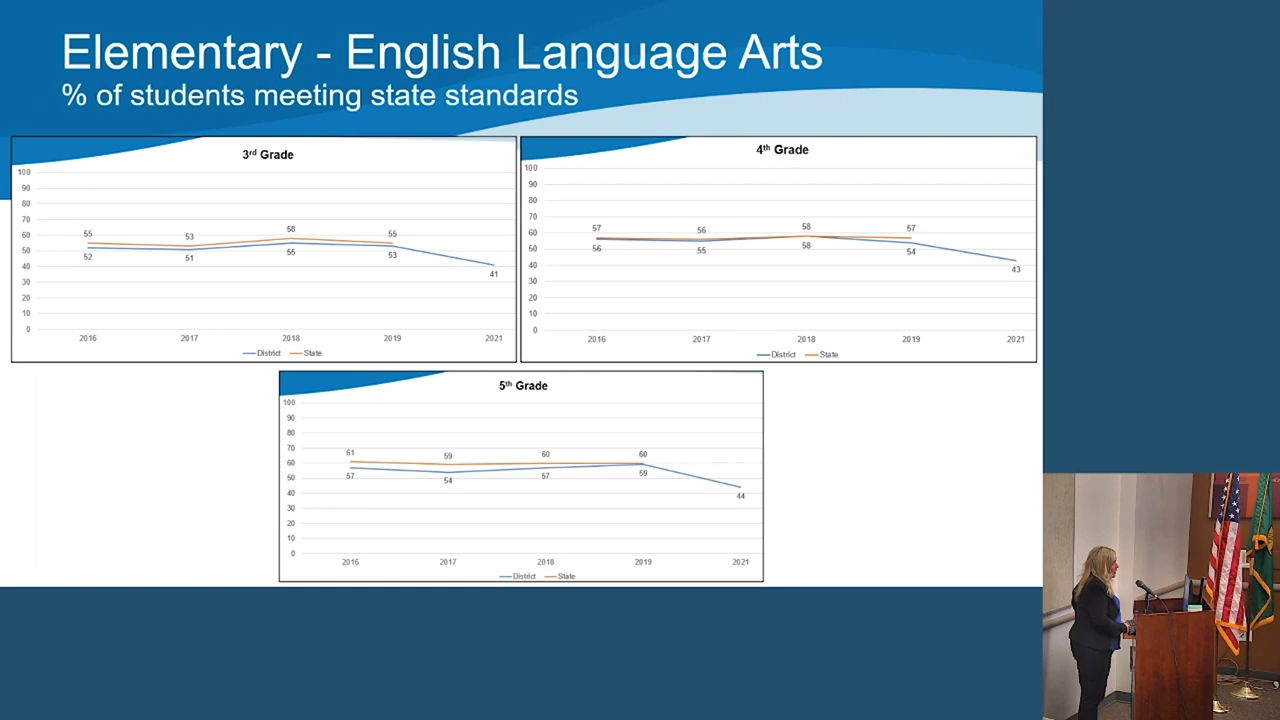 Elementary - English Language Arts
% of students meeting state standards
3rd Grade
100
90
80
70
60
50
40
30
20
10
0
55 53 58 55
52 51 55 53 41
2016 2017 2018 2019 2021
District State
4th Grade
100
90
80
70
60
50
40
30
20
10
0
57 56 58 57
56 55 58 54 43
2016 2017 2018 2019 2021
District State
5th Grade
100
90
80
70
60
50
40
30
20
10
0
61 59 60 60
57 54 57 59 44
2016 2017 2018 2019 2021
District State